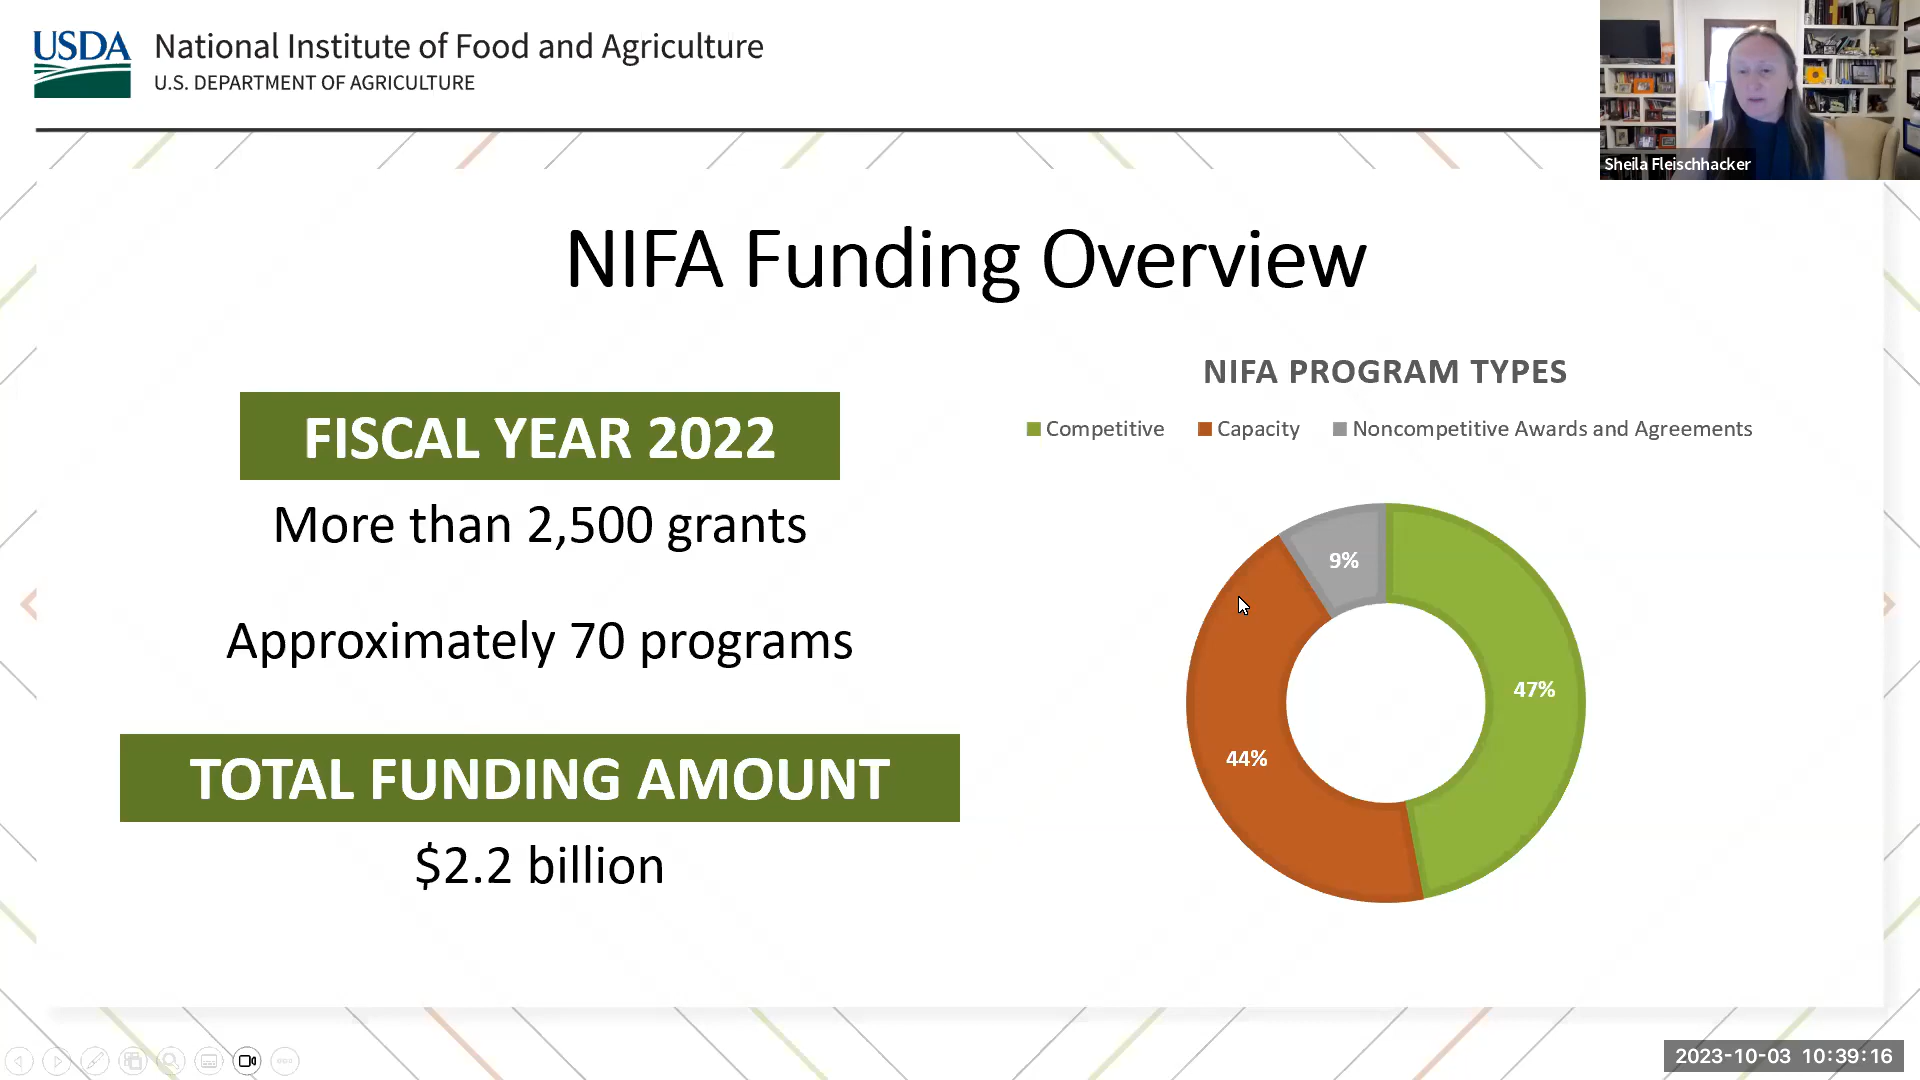 USDA
National Institute of Food and Agriculture
U.S. DEPARTMENT OF AGRICULTURE
Sheila Fleischhacker
NIFA Funding Overview
FISCAL YEAR 2022
More than 2,500 grants
Approximately 70 programs
TOTAL FUNDING AMOUNT
$2.2 billion
NIFA PROGRAM TYPES
Competitive Capacity Noncompetitive Awards and Agreements
9%
47%
44%
2023-10-03 10:39:16